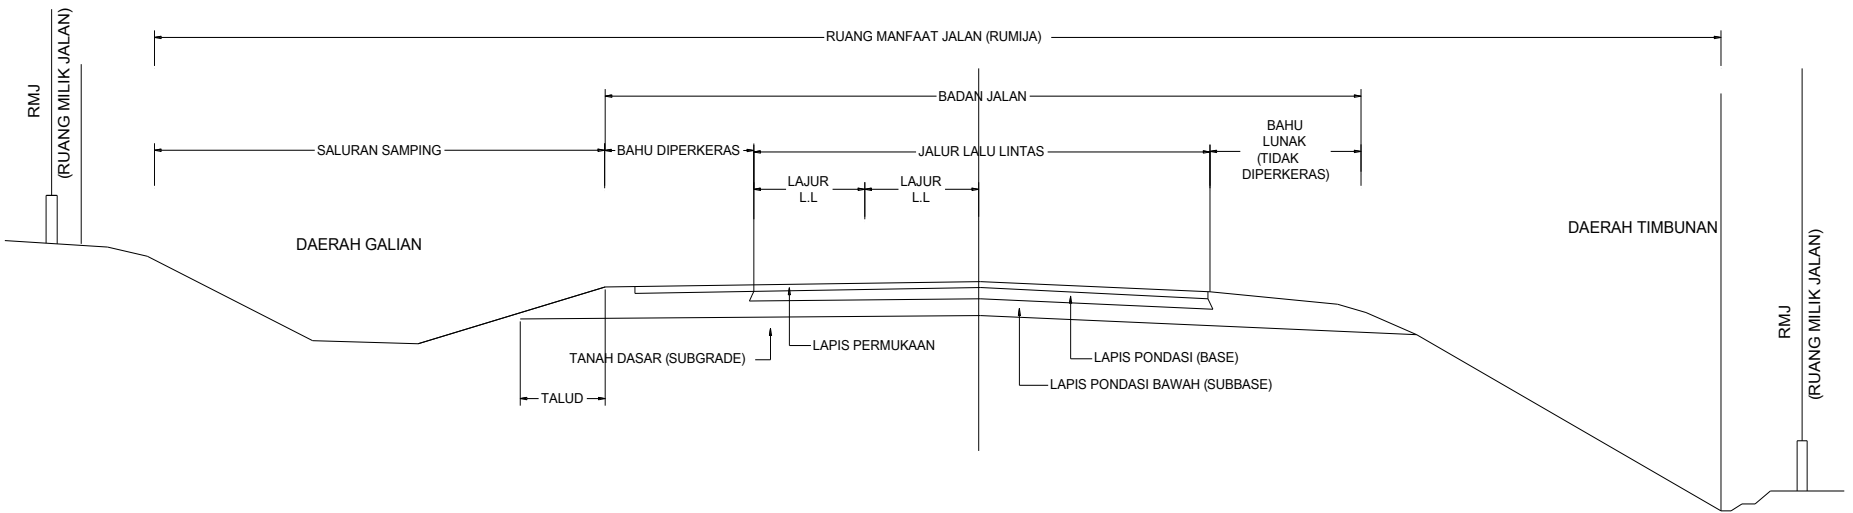 RUANG MANFAAT JALAN (RUMIJA)
RMJ
(RUANG MILIK JALAN)
BADAN JALAN
SALURAN SAMPING
BAHU DIPERKERAS
JALUR LALU LINTAS
BAHU
LUNAK
(TIDAK
DIPERKERAS)
LAJUR
L.L
LAJUR
L.L
DAERAH GALIAN
DAERAH TIMBUNAN
RMJ
(RUANG MILIK JALAN)
LAPIS PERMUKAAN
TANAH DASAR (SUBGRADE)
LAPIS PONDASI (BASE)
LAPIS PONDASI BAWAH (SUBBASE)
TALUD